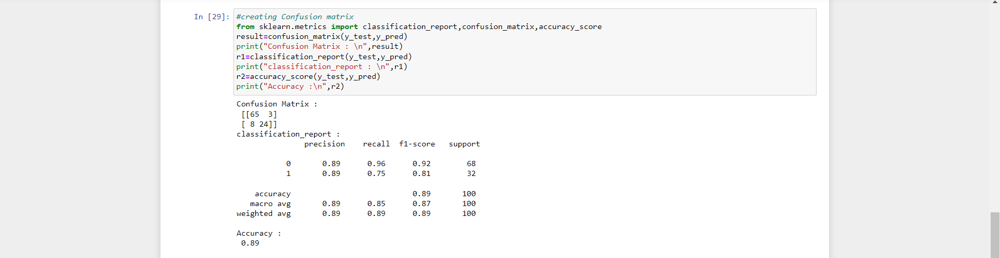 In [29]: #creating Confusion matrix
from sklearn.metrics import classification_report,confusion_matrix,accuracy_score
result=confusion_matrix(y_test,y_pred)
print("Confusion Matrix : \n",result)
r1=classification_report(y_test,y_pred)
print("classification_report : \n",r1)
r2=accuracy_score(y_test,y_pred)
print("Accuracy :\n",r2)
Confusion Matrix :
[[65  3]
[ 8 24]]
classification_report :
precision    recall  f1-score   support
0       0.89      0.96      0.92        68
1       0.89      0.75      0.81        32
accuracy                           0.89       100
macro avg       0.89      0.85      0.87       100
weighted avg       0.89      0.89      0.89       100
Accuracy :
0.89